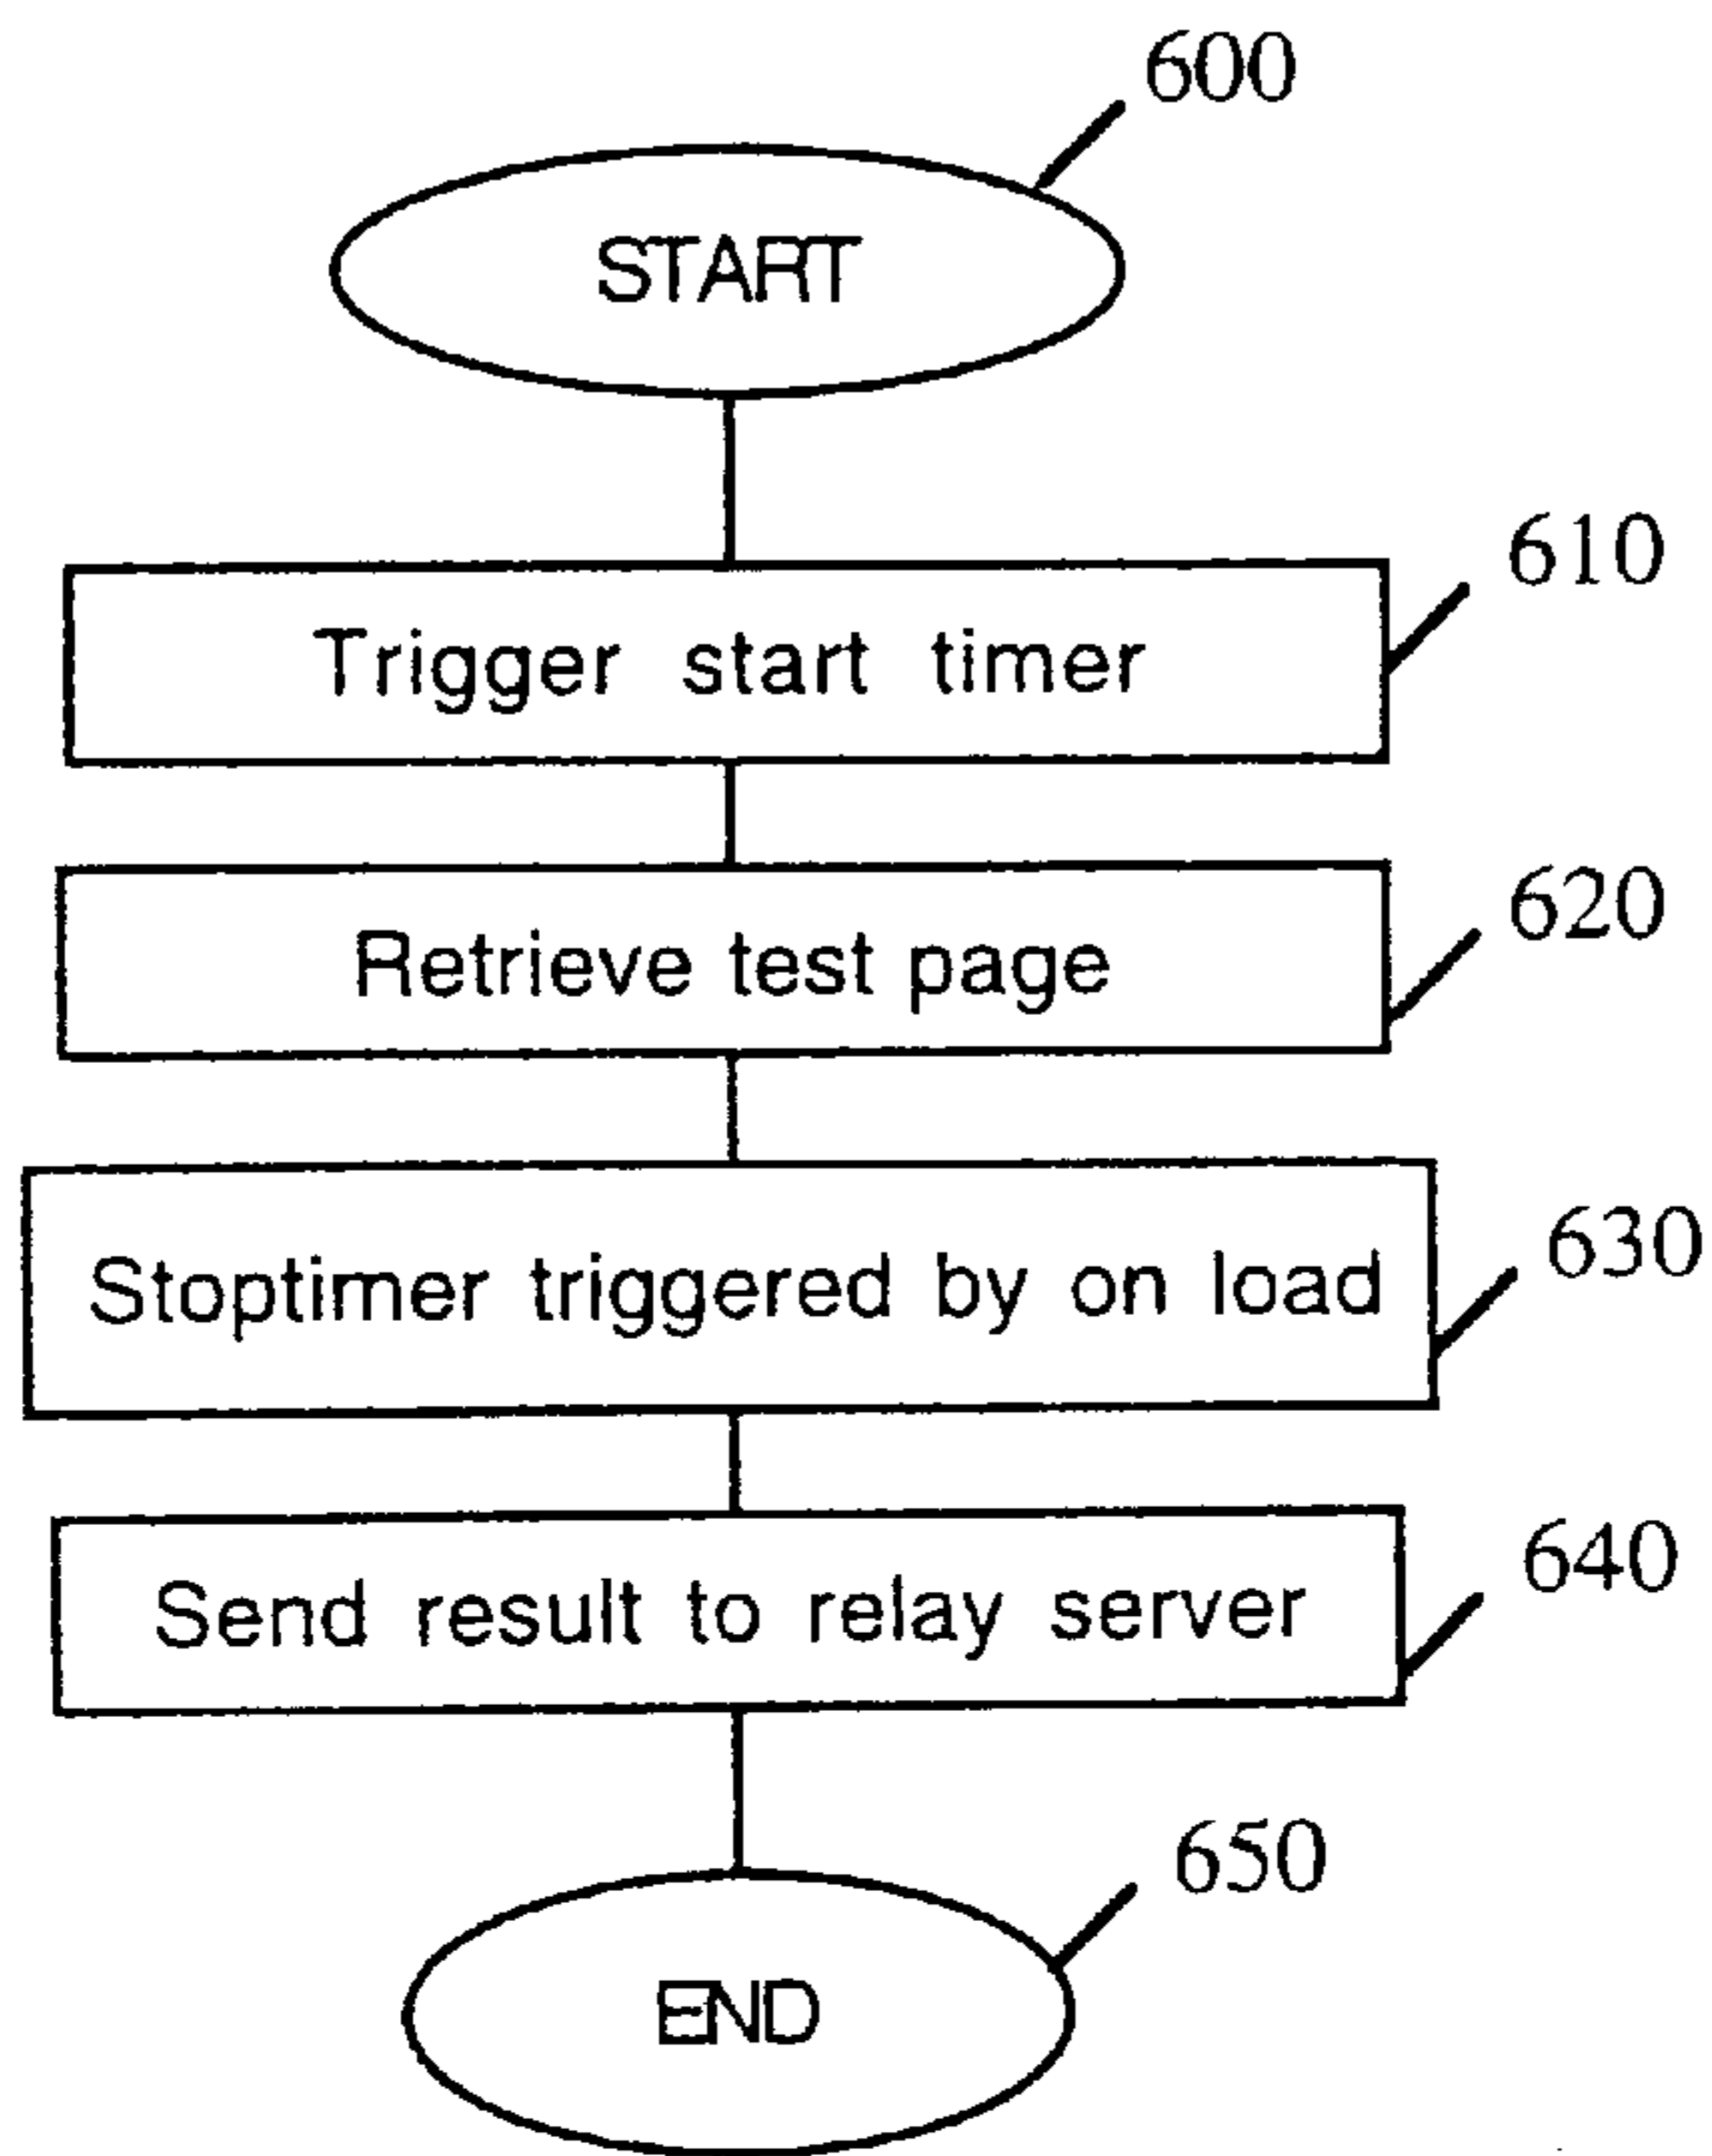 600
START
610
Trigger start timer
620
Retrieve test page
630
Stoptimer triggered by on load
640
Send result to relay server
650
END